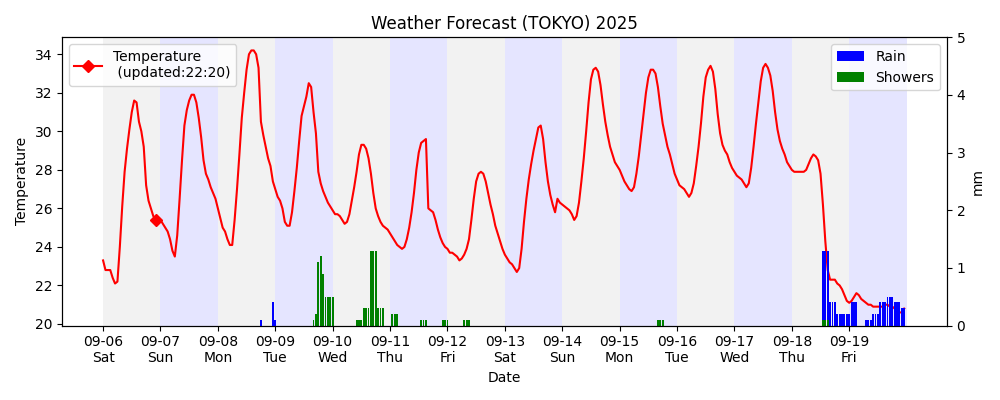 Weather Forecast (TOKYO) 2025
Temperature
(updated:22:20)
Rain
Showers
Temperature
34
32
30
28
26
24
22
20
5
4
3
2
1
0
mm
09-06 09-07 09-08 09-09 09-10 09-11 09-12 09-13 09-14 09-15 09-16 09-17 09-18 09-19
Sat Sun Mon Tue Wed Thu Fri Sat Sun Mon Tue Wed Thu Fri
Date